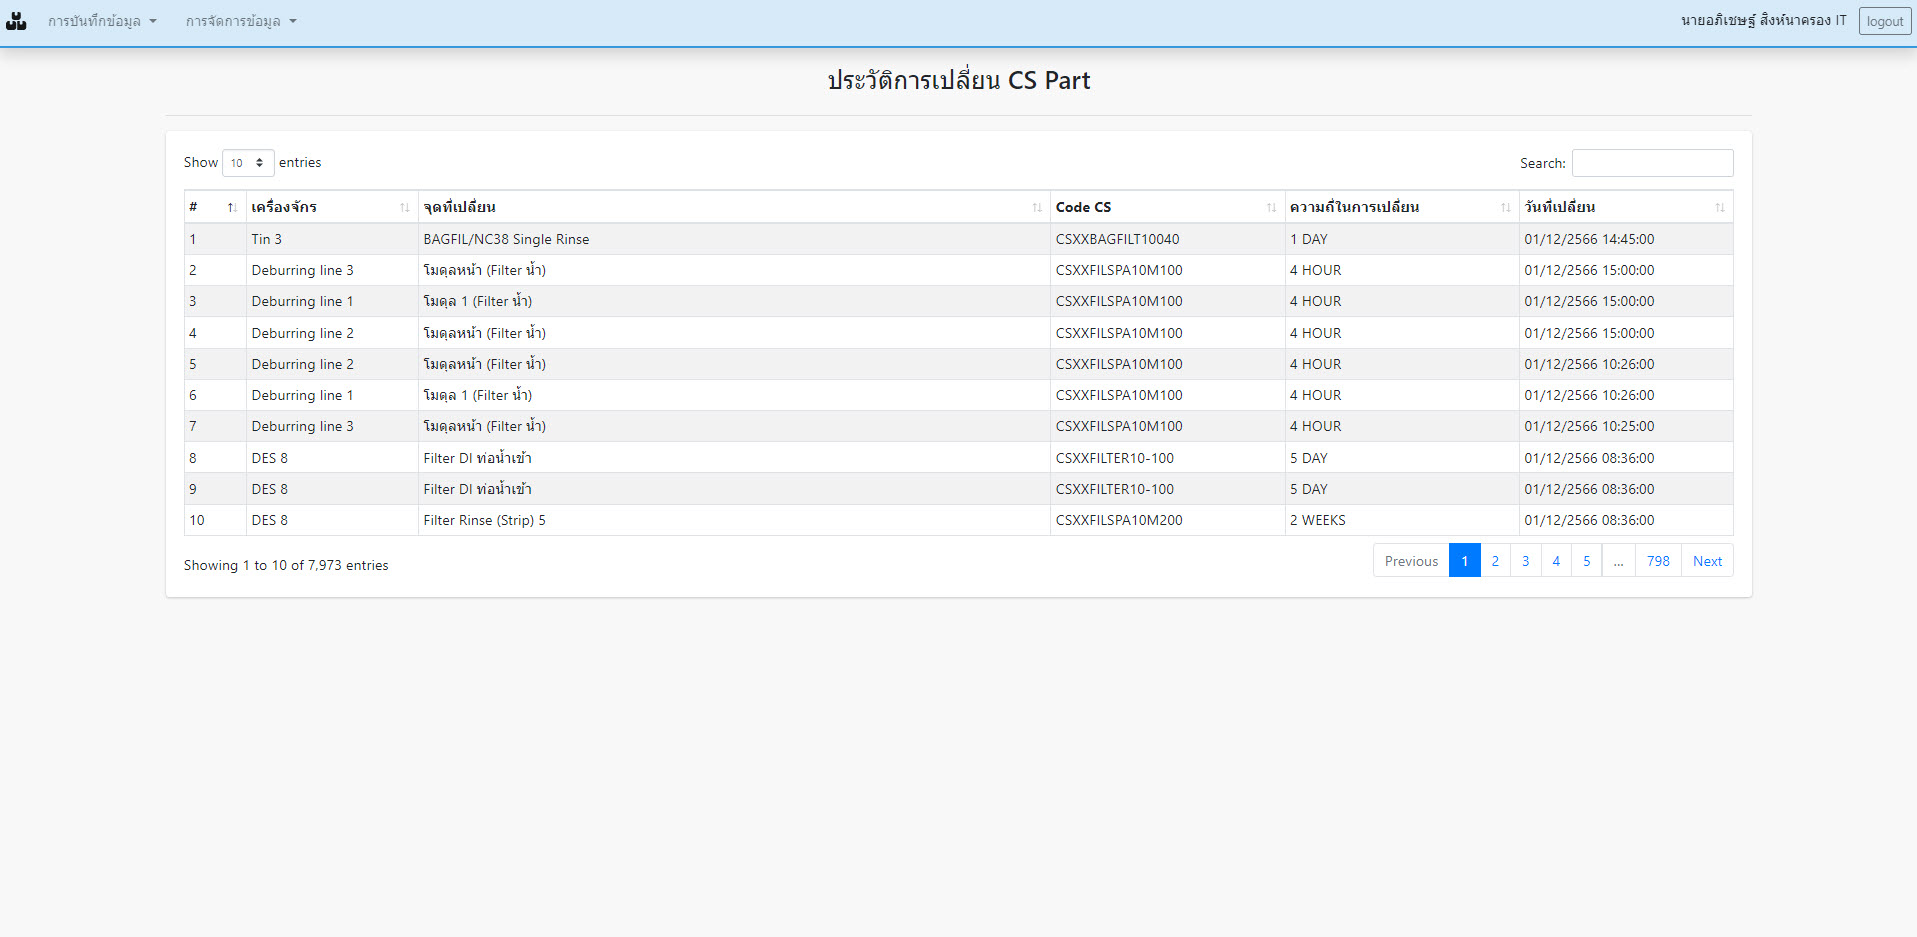 การบันทึกข้อมูล การจัดการข้อมูล นายอภิเชษฐ์ สิงห์นาครอง IT logout
ประวัติการเปลี่ยน CS Part
Show 10 entries Search:
# เครื่องจักร จุดที่เปลี่ยน Code CS ความถี่ในการเปลี่ยน วันที่เปลี่ยน
1 Tin 3 BAGFIL/NC38 Single Rinse CSXXBAGFILT10040 1 DAY 01/12/2566 14:45:00
2 Deburring line 3 โมดุลหน้า (Filter น้ำ) CSXXFILSPA10M100 4 HOUR 01/12/2566 15:00:00
3 Deburring line 1 โมดุล 1 (Filter น้ำ) CSXXFILSPA10M100 4 HOUR 01/12/2566 15:00:00
4 Deburring line 2 โมดุลหน้า (Filter น้ำ) CSXXFILSPA10M100 4 HOUR 01/12/2566 15:00:00
5 Deburring line 2 โมดุลหน้า (Filter น้ำ) CSXXFILSPA10M100 4 HOUR 01/12/2566 10:26:00
6 Deburring line 1 โมดุล 1 (Filter น้ำ) CSXXFILSPA10M100 4 HOUR 01/12/2566 10:26:00
7 Deburring line 3 โมดุลหน้า (Filter น้ำ) CSXXFILSPA10M100 4 HOUR 01/12/2566 10:25:00
8 DES 8 Filter DI ท่อน้ำเข้า CSXXFILTER10-100 5 DAY 01/12/2566 08:36:00
9 DES 8 Filter DI ท่อน้ำเข้า CSXXFILTER10-100 5 DAY 01/12/2566 08:36:00
10 DES 8 Filter Rinse (Strip) 5 CSXXFILSPA10M200 2 WEEKS 01/12/2566 08:36:00
Showing 1 to 10 of 7,973 entries Previous 1 2 3 4 5 ... 798 Next